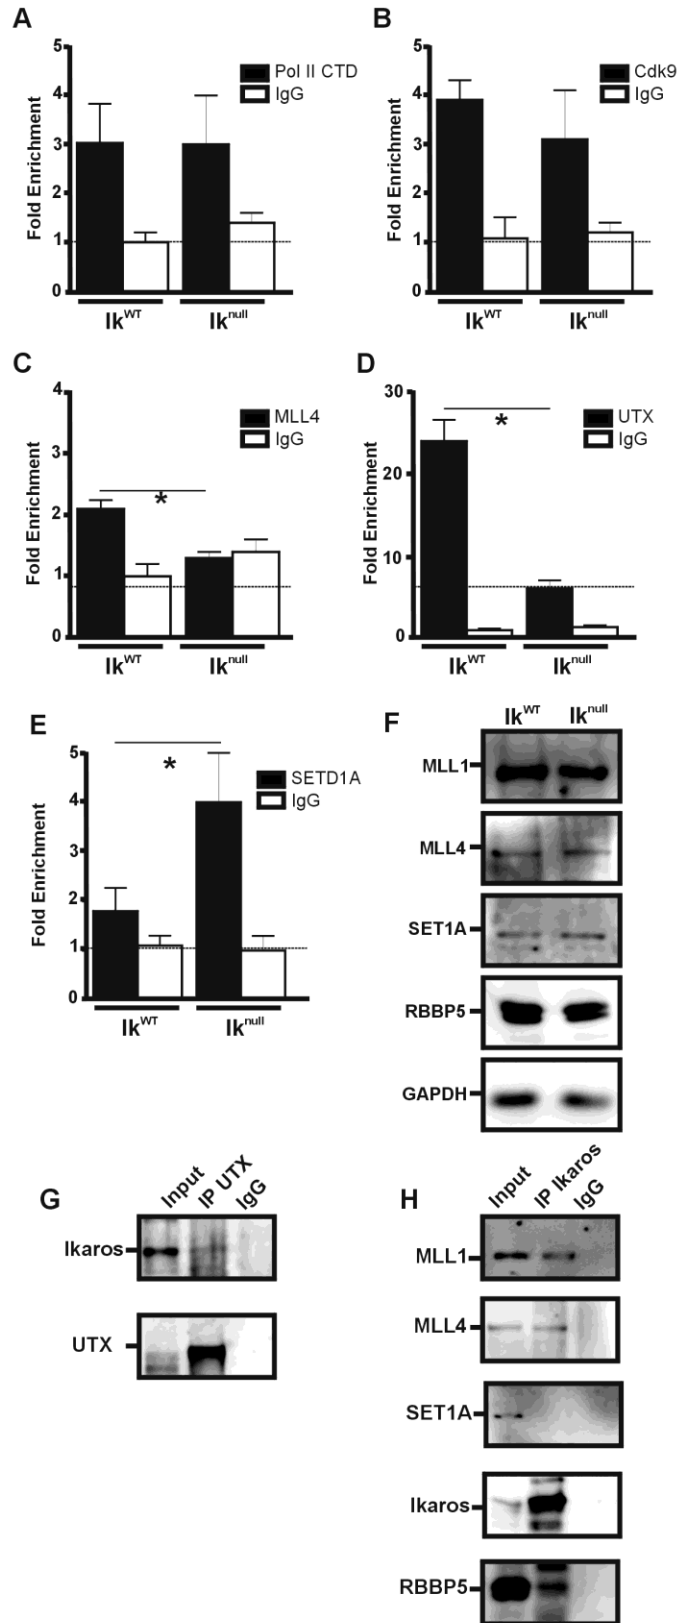 A
5
4
3
2
1
0
Fold Enrichment
Pol II CTD
IgG
Ik^WT
Ik^null
B
5
4
3
2
1
0
Fold Enrichment
Cdk9
IgG
Ik^WT
Ik^null
C
4
3
2
1
0
Fold Enrichment
MLL4
IgG
*
Ik^WT
Ik^null
D
30
20
10
0
Fold Enrichment
UTX
IgG
*
Ik^WT
Ik^null
E
5
4
3
2
1
0
Fold Enrichment
SETD1A
IgG
*
Ik^WT
Ik^null
F
Ik^WT Ik^null
MLL1
MLL4
SET1A
RBBP5
GAPDH
G
Input IP UTX IgG
Ikaros
UTX
H
Input IP Ikaros IgG
MLL1
MLL4
SET1A
Ikaros
RBBP5